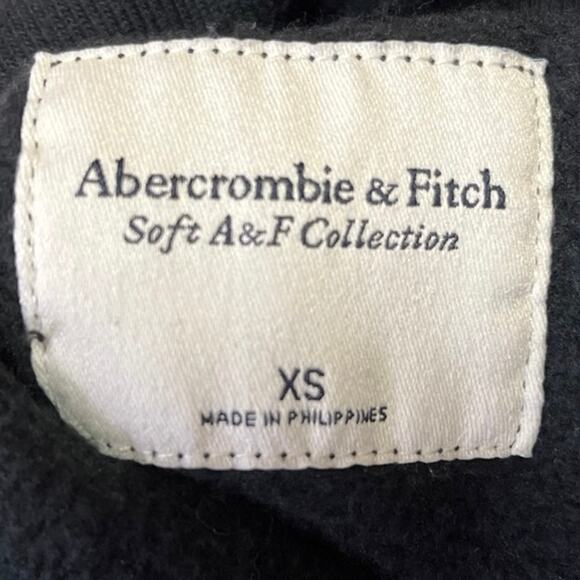 Abercrombie & Fitch
Soft A&F Collection
XS
MADE IN PHILIPPINES